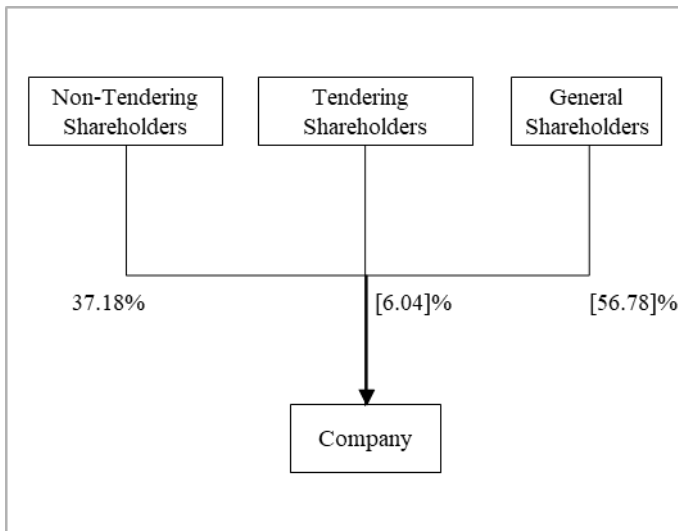 Non-Tendering
Shareholders
Tendering
Shareholders
General
Shareholders
37.18%
[6.04]%
[56.78]%
Company